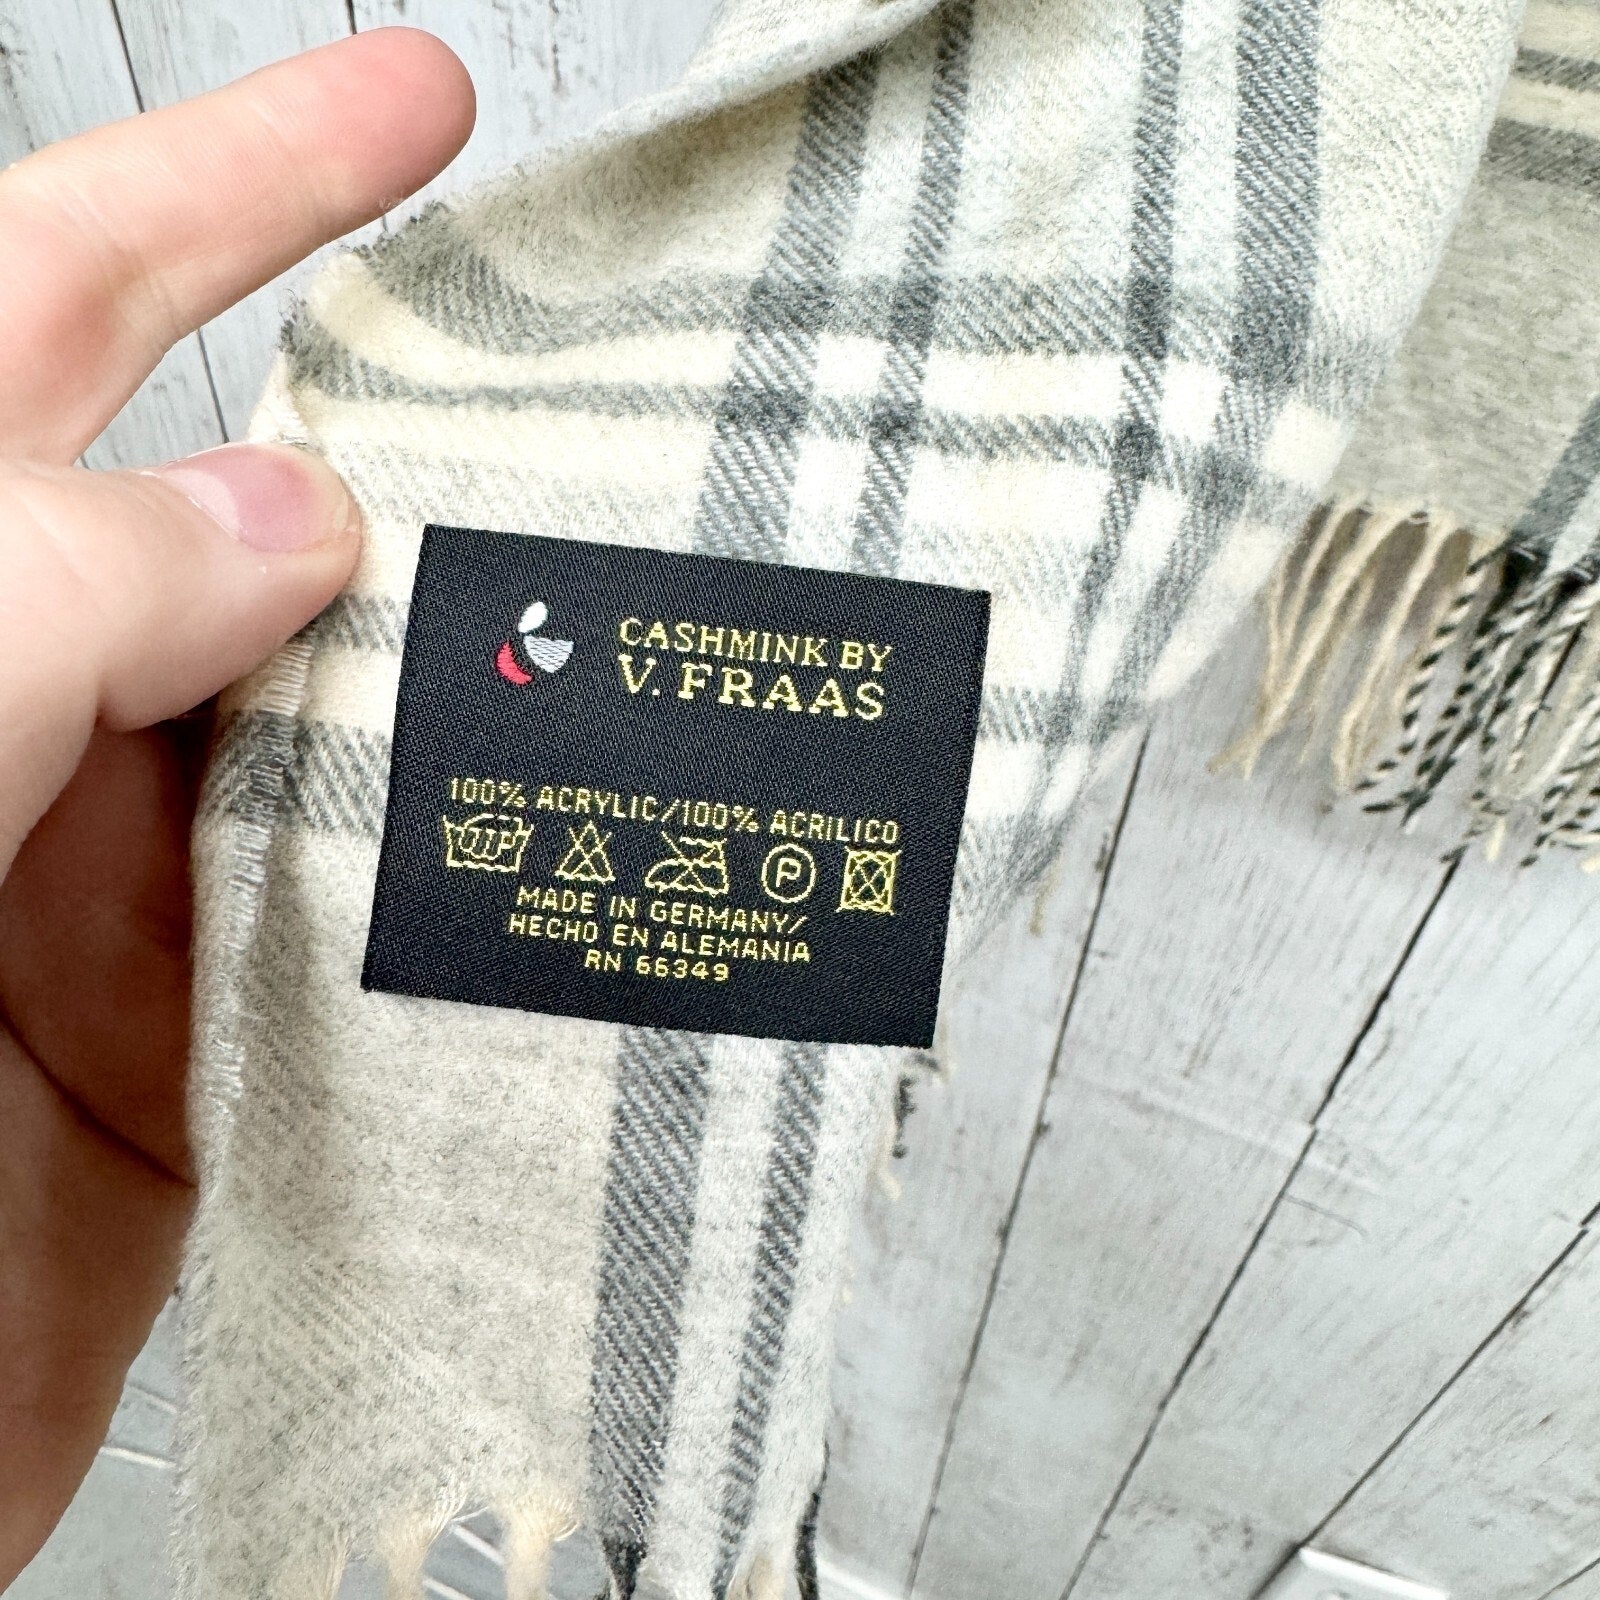 CASHMINK BY
V. FRAAS
100% ACRYLIC/100% ACRILICO
P
MADE IN GERMANY/
HECHO EN ALEMANIA
RN 66349